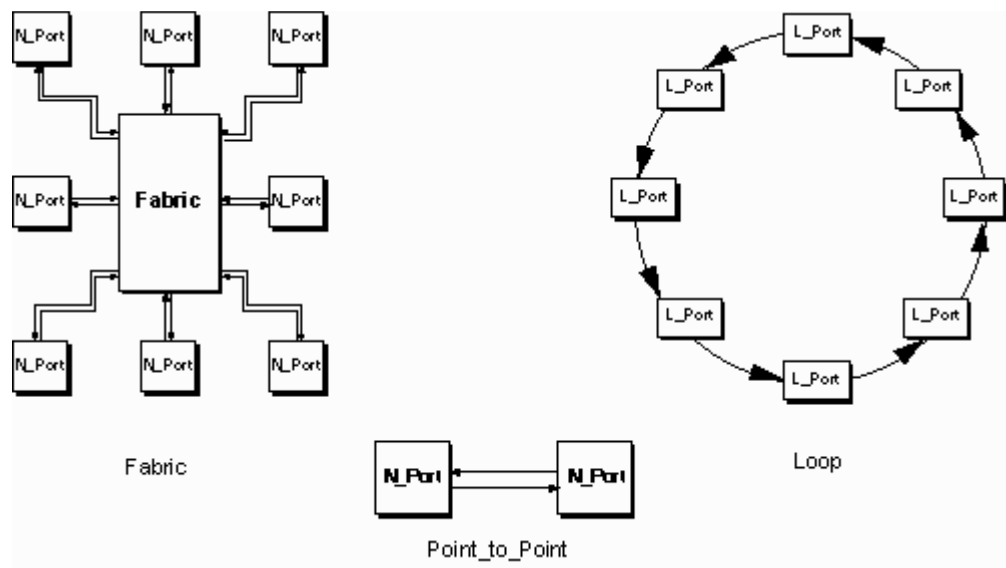 N_Port N_Port N_Port
N_Port Fabric N_Port
N_Port N_Port N_Port
Fabric
L_Port
L_Port L_Port
L_Port L_Port
L_Port L_Port
L_Port
Loop
N_Port N_Port
Point_to_Point